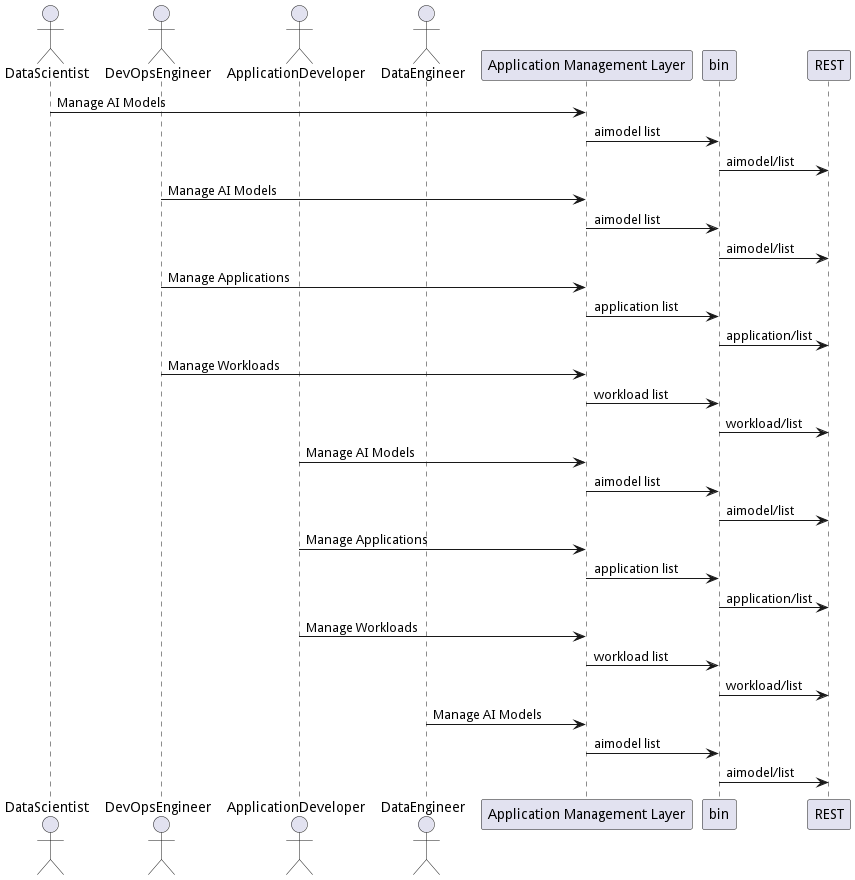 DataScientist DevOpsEngineer ApplicationDeveloper DataEngineer Application Management Layer bin REST
Manage AI Models
aimodel list
aimodel/list
Manage AI Models
aimodel list
aimodel/list
Manage Applications
application list
application/list
Manage Workloads
workload list
workload/list
Manage AI Models
aimodel list
aimodel/list
Manage Applications
application list
application/list
Manage Workloads
workload list
workload/list
Manage AI Models
aimodel list
aimodel/list
DataScientist DevOpsEngineer ApplicationDeveloper DataEngineer Application Management Layer bin REST